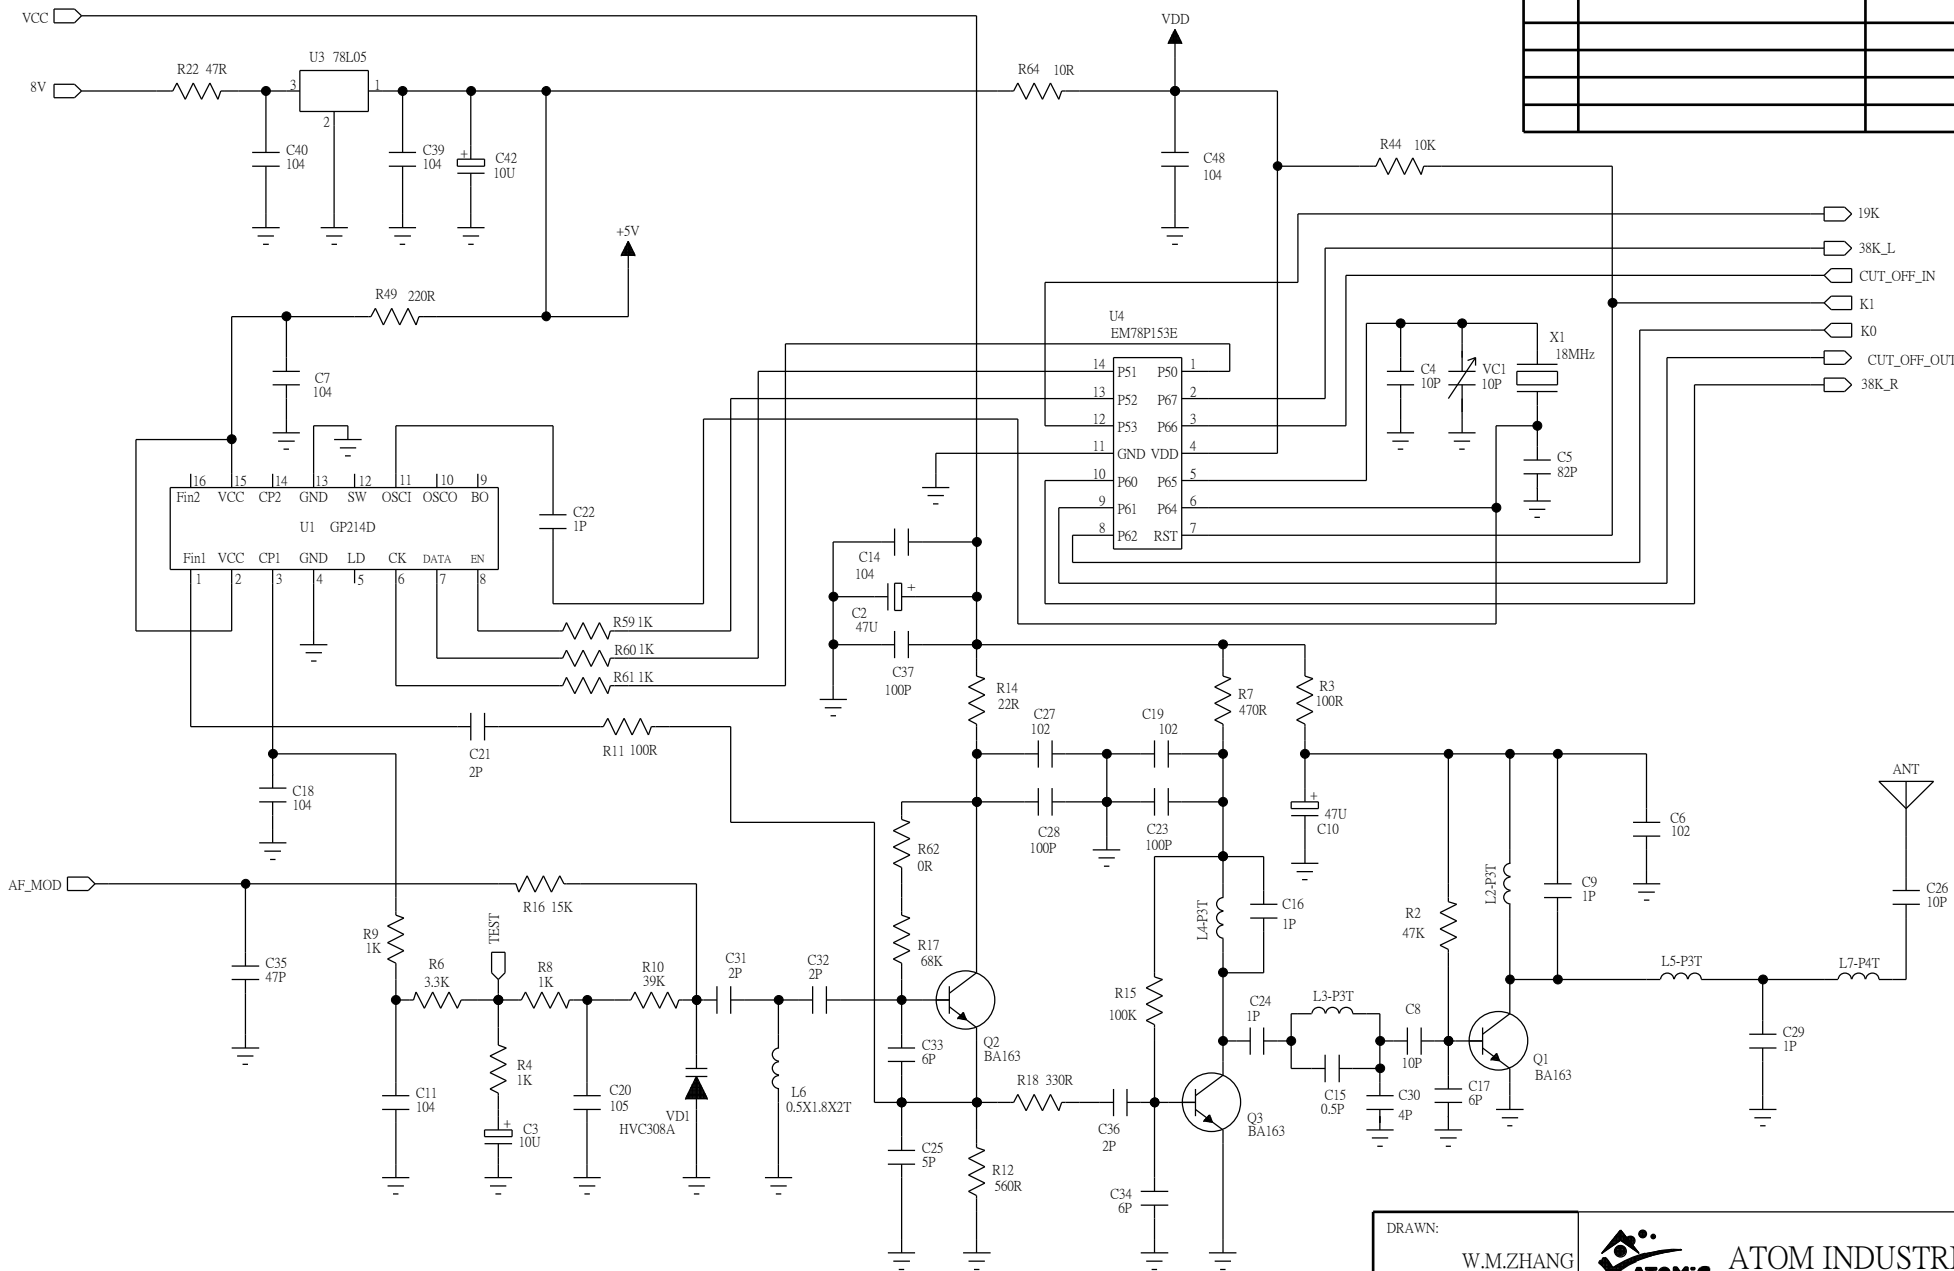 VCC
VDD
U3 78L05
R22 47R
R64 10R
8V
3
1
2
C40
104
C39
104
C42
10U
+
C48
104
R44 10K
19K
38K_L
CUT_OFF_IN
K1
K0
CUT_OFF_OUT
38K_R
+5V
R49 220R
C7
104
U4
EM78P153E
14 P51 P50 1
13 P52 P67 2
12 P53 P66 3
11 GND VDD 4
10 P60 P65 5
9 P61 P64 6
8 P62 RST 7
C4
10P
VC1
10P
X1
18MHz
C5
82P
16 15 14 13 12 11 10 9
Fin2 VCC CP2 GND SW OSCI OSCO BO
U1 GP214D
Fin1 VCC CP1 GND LD CK DATA EN
1 2 3 4 5 6 7 8
C22
1P
C14
104
C2
47U
+
C37
100P
R59 1K
R60 1K
R61 1K
R14
22R
R7
470R
R3
100R
C27
102
C19
102
C21
2P
R11 100R
C18
104
C28
100P
C23
100P
+
47U
C10
C6
102
ANT
C26
10P
R62
0R
AF_MOD
R16 15K
TEST
R9
1K
R6
3.3K
R8
1K
R10
39K
C31
2P
C32
2P
R17
68K
L4-P3T
C16
1P
R2
47K
L2-P3T
C9
1P
L5-P3T
L7-P4T
C35
47P
R15
100K
C24
1P
L3-P3T
C8
10P
C29
1P
C33
6P
Q2
BA163
R4
1K
C11
104
C3
10U
+
C20
105
VD1
HVC308A
L6
0.5X1.8X2T
R18 330R
C36
2P
Q3
BA163
C15
0.5P
C30
4P
C17
6P
Q1
BA163
C25
5P
R12
560R
C34
6P
DRAWN:
W.M.ZHANG
ATOMIC
ATOM INDUSTRI